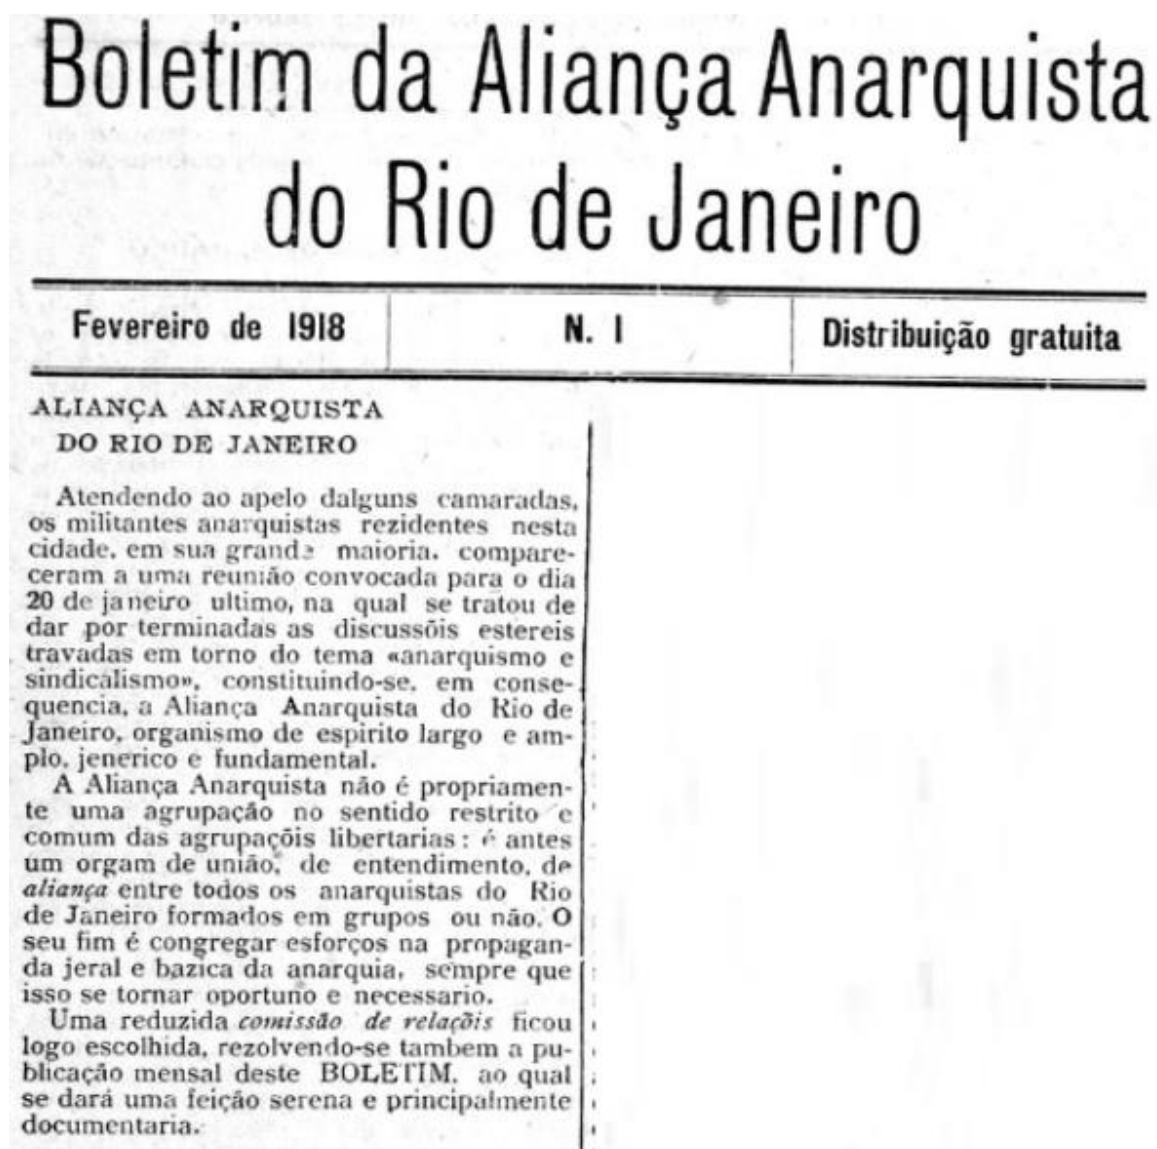 Boletim da Aliança Anarquista
do Rio de Janeiro
Fevereiro de 1918
N. 1
Distribuição gratuita
ALIANÇA ANARQUISTA
DO RIO DE JANEIRO
Atendendo ao apelo dalguns camaradas,
os militantes anarquistas rezidentes nesta
cidade, em sua grande maioria, compare-
ceram a uma reunião convocada para o dia
20 de janeiro ultimo, na qual se tratou de
dar por terminadas as discussõis estereis
travadas em torno do tema «anarquismo e
sindicalismo», constituindo-se, em conse-
quencia, a Aliança Anarquista do Rio de
Janeiro, organismo de espirito largo e am-
plo, jenerico e fundamental.
A Aliança Anarquista não é propriamen-
te uma agrupação no sentido restrito e
comum das agrupaçõis libertarias : é antes
um orgam de união, de entendimento, de
aliança entre todos os anarquistas do Rio
de Janeiro formados em grupos ou não. O
seu fim é congregar esforços na propagan-
da jeral e bazica da anarquia, sempre que
isso se tornar oportuno e necessario.
Uma reduzida comissão de relaçõis ficou
logo escolhida, rezolvendo-se tambem a pu-
blicação mensal deste BOLETIM, ao qual
se dará uma feição serena e principalmente
documentaria.